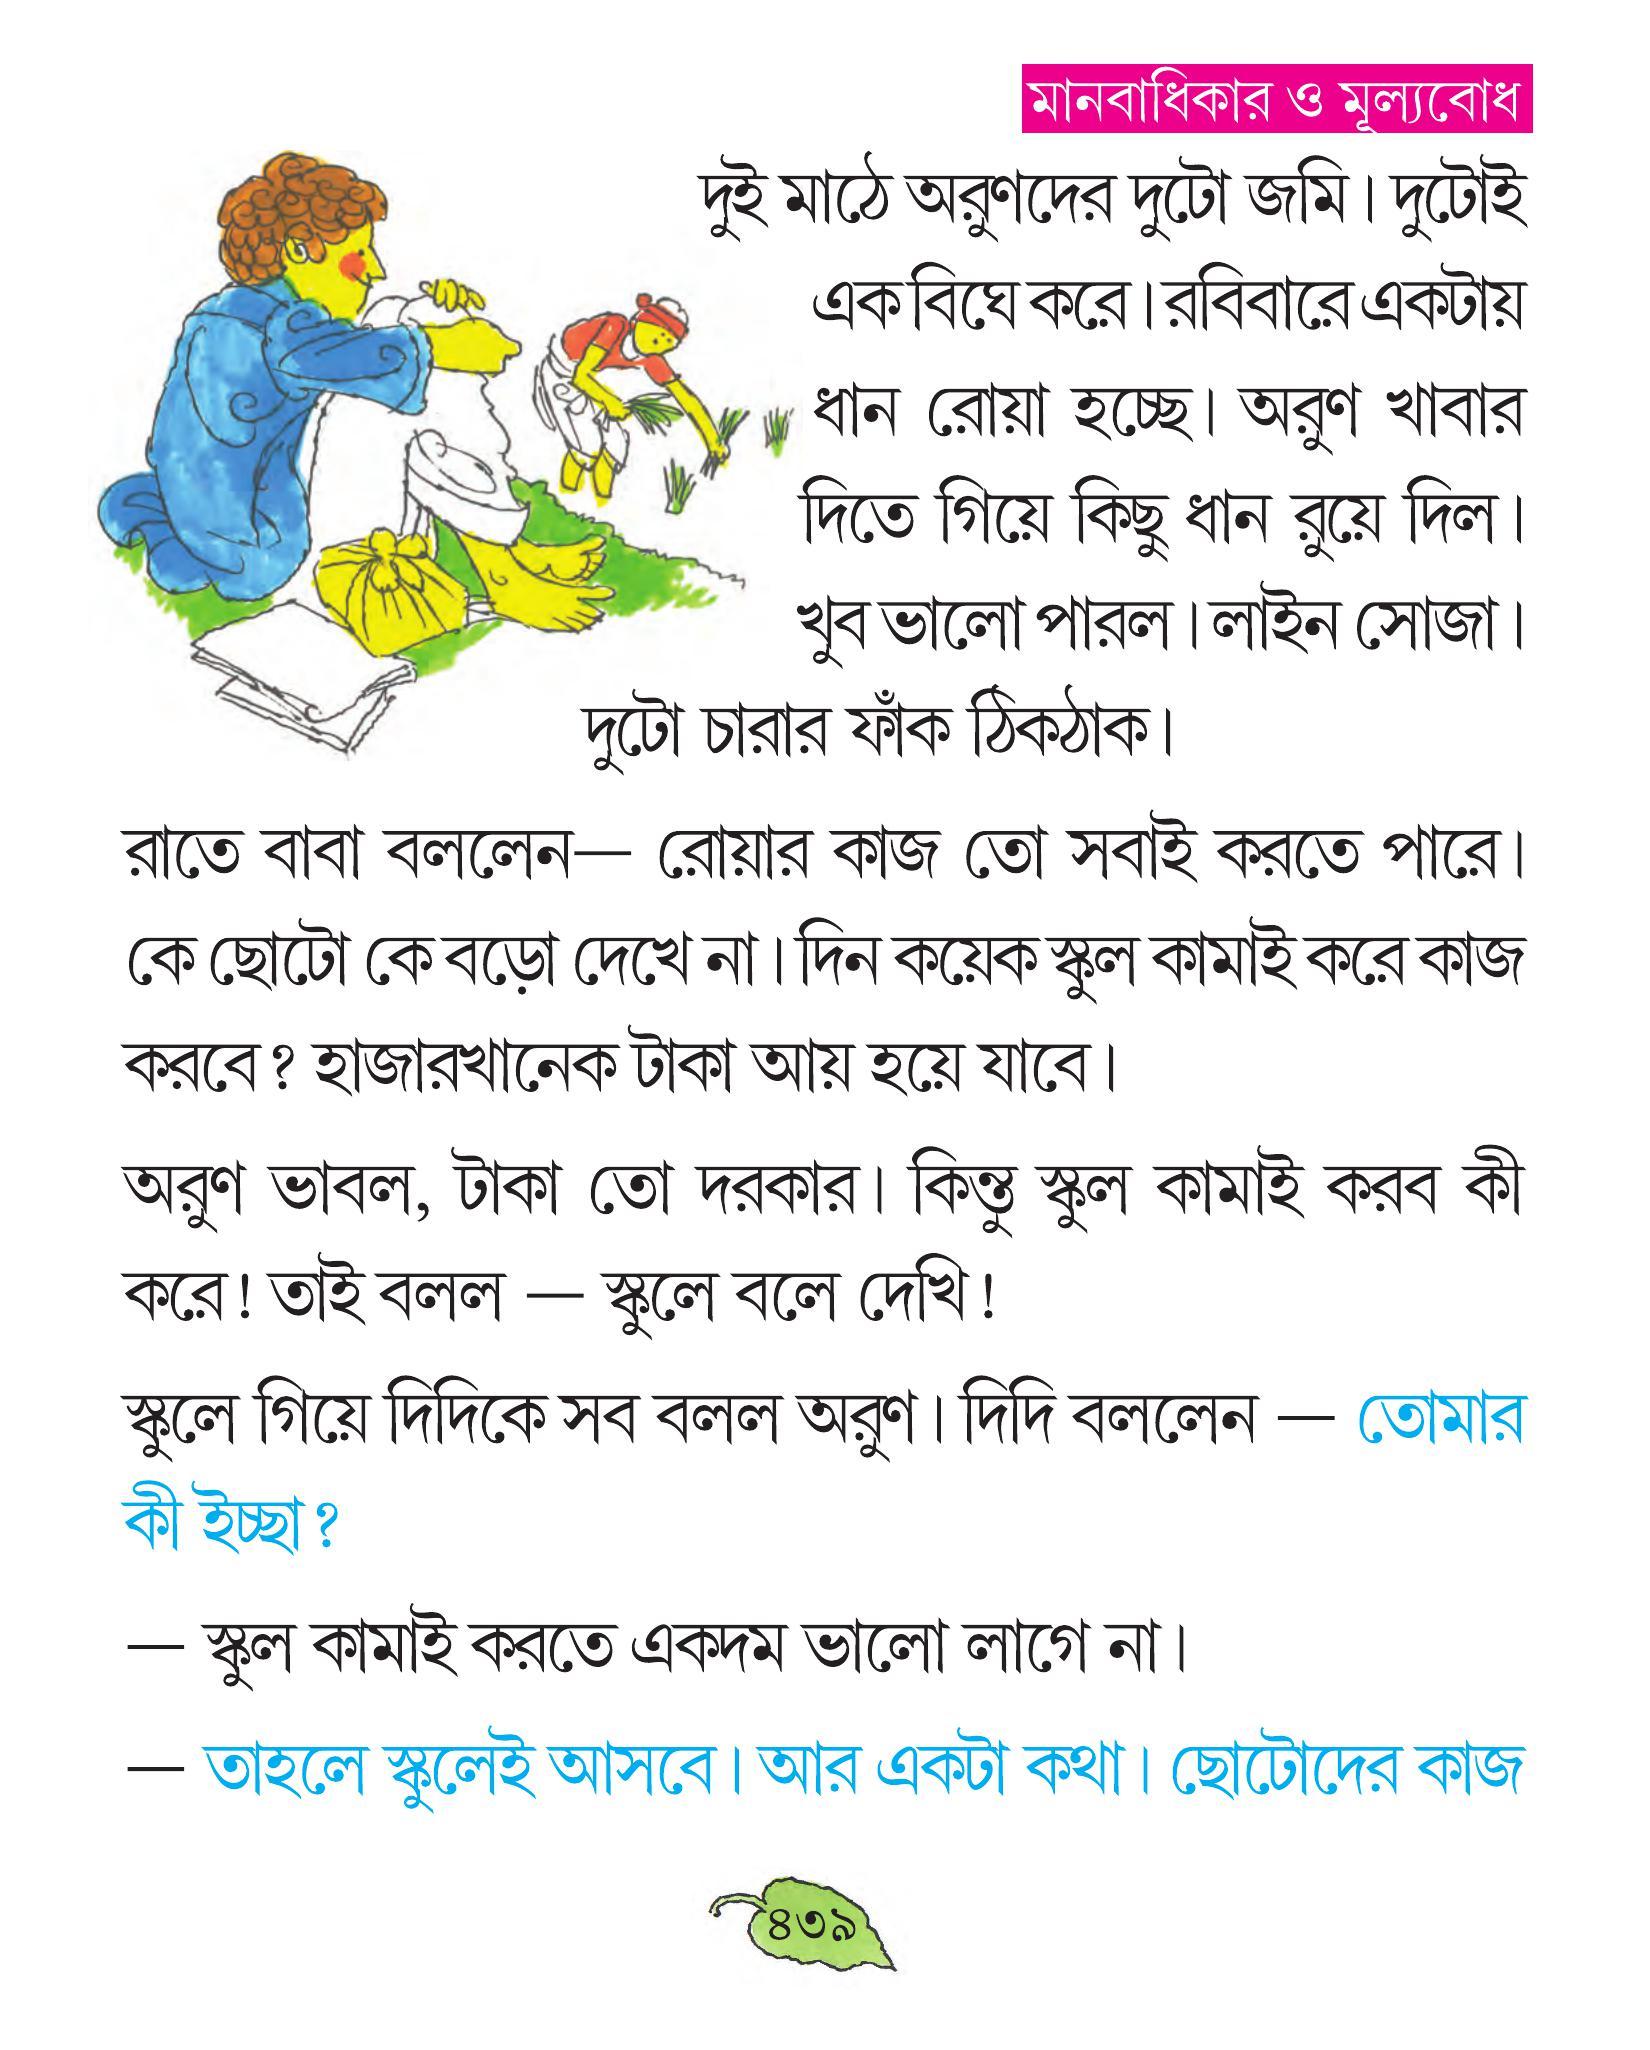 মানবাধিকার ও মূল্যবোধ
দুই মাঠে অরুণদের দুটো জমি। দুটোই
এক বিঘে করে। রবিবারে একটায়
ধান রোয়া হচ্ছে। অরুণ খাবার
দিতে গিয়ে কিছু ধান রুয়ে দিল।
খুব ভালো পারল। লাইন সোজা।
দুটো চারার ফাঁক ঠিকঠাক।
রাতে বাবা বললেন— রোয়ার কাজ তো সবাই করতে পারে।
কে ছোটো কে বড়ো দেখে না। দিন কয়েক স্কুল কামাই করে কাজ
করবে? হাজারখানেক টাকা আয় হয়ে যাবে।
অরুণ ভাবল, টাকা তো দরকার। কিন্তু স্কুল কামাই করব কী
করে! তাই বলল — স্কুলে বলে দেখি!
স্কুলে গিয়ে দিদিকে সব বলল অরুণ। দিদি বললেন — তোমার
কী ইচ্ছা?
— স্কুল কামাই করতে একদম ভালো লাগে না।
— তাহলে স্কুলেই আসবে। আর একটা কথা। ছোটোদের কাজ
৪৩৯